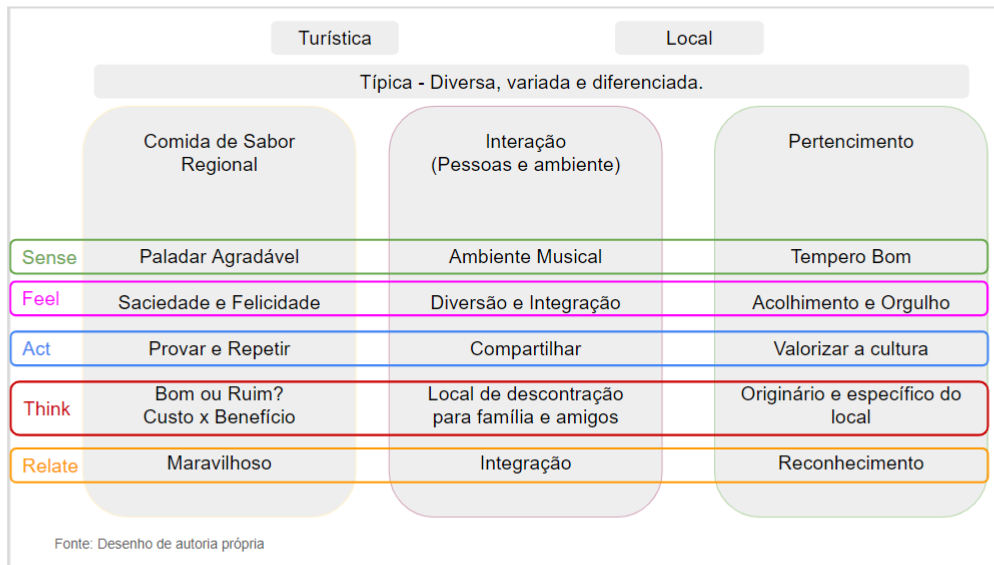 Turística
Local
Típica - Diversa, variada e diferenciada.
Comida de Sabor
Regional
Interação
(Pessoas e ambiente)
Pertencimento
Sense
Paladar Agradável
Ambiente Musical
Tempero Bom
Feel
Saciedade e Felicidade
Diversão e Integração
Acolhimento e Orgulho
Act
Provar e Repetir
Compartilhar
Valorizar a cultura
Think
Bom ou Ruim?
Custo x Benefício
Local de descontração
para família e amigos
Originário e específico do
local
Relate
Maravilhoso
Integração
Reconhecimento
Fonte: Desenho de autoria própria